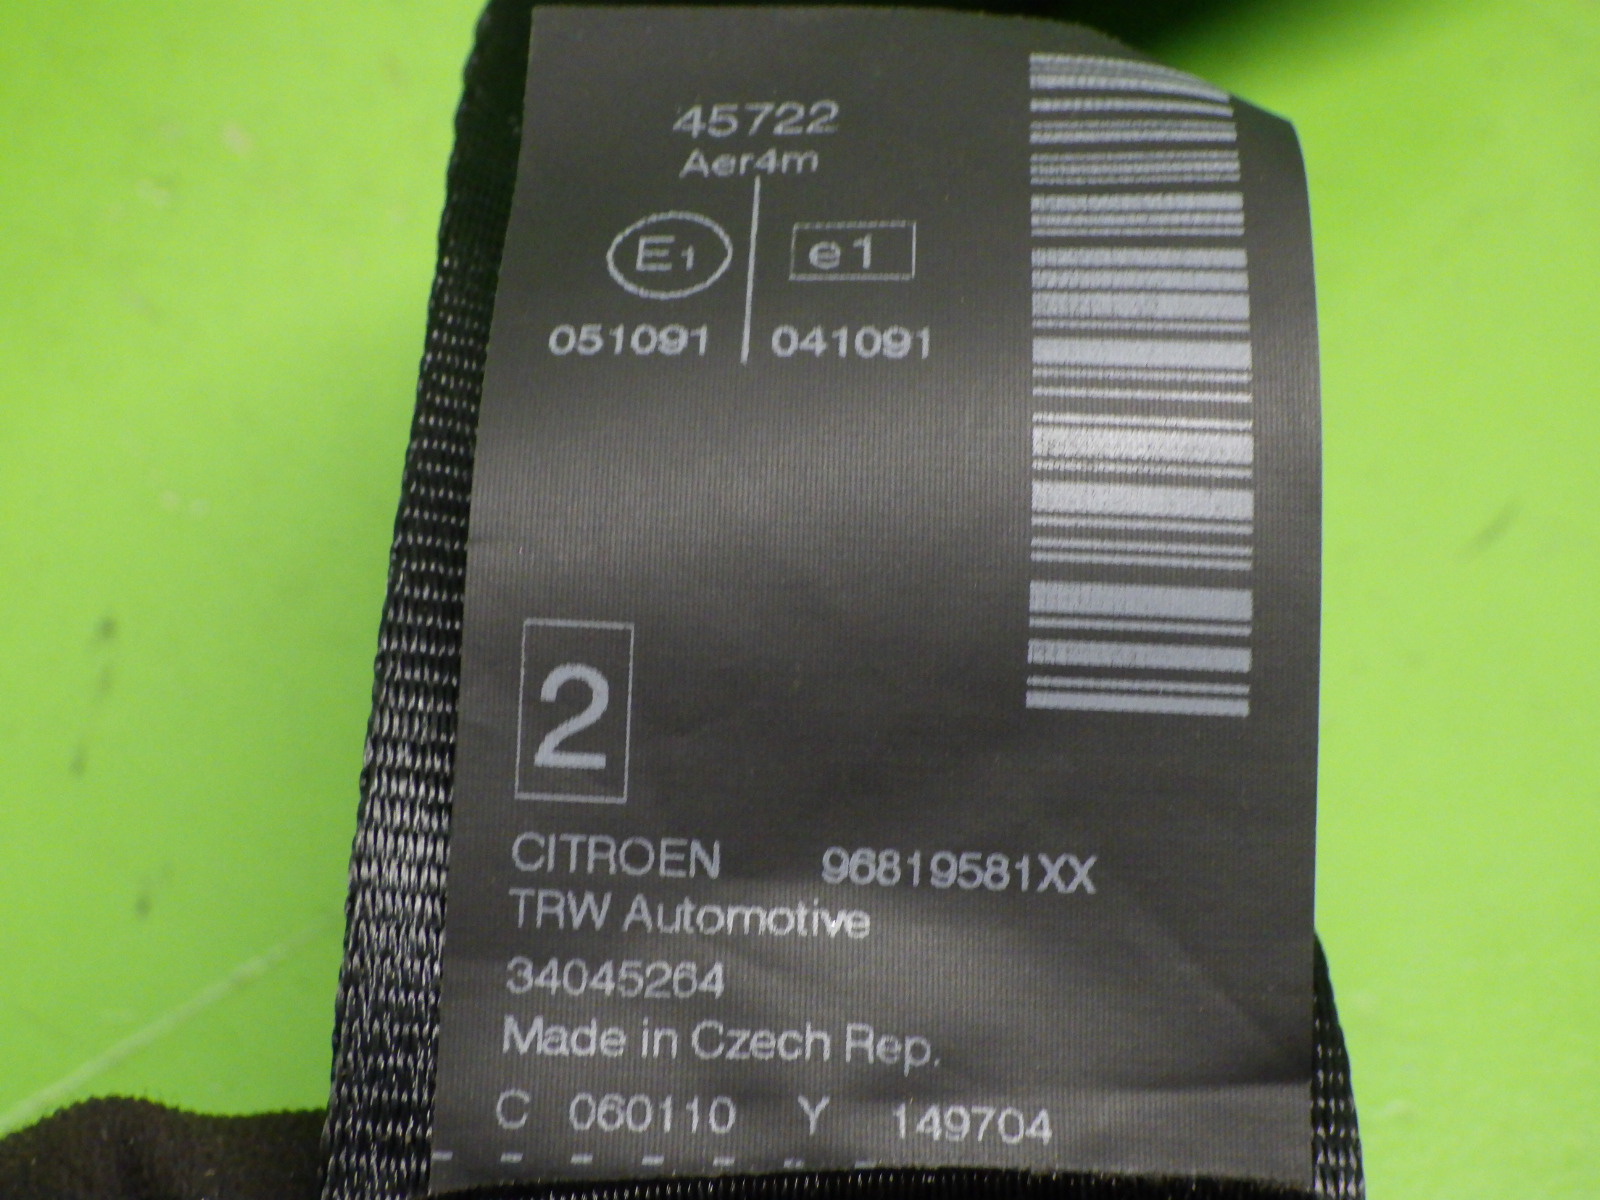 45722
Aer4m
E1 e1
051091 041091
2
CITROEN 96819581XX
TRW Automotive
34045264
Made in Czech Rep.
C 060110 Y 149704